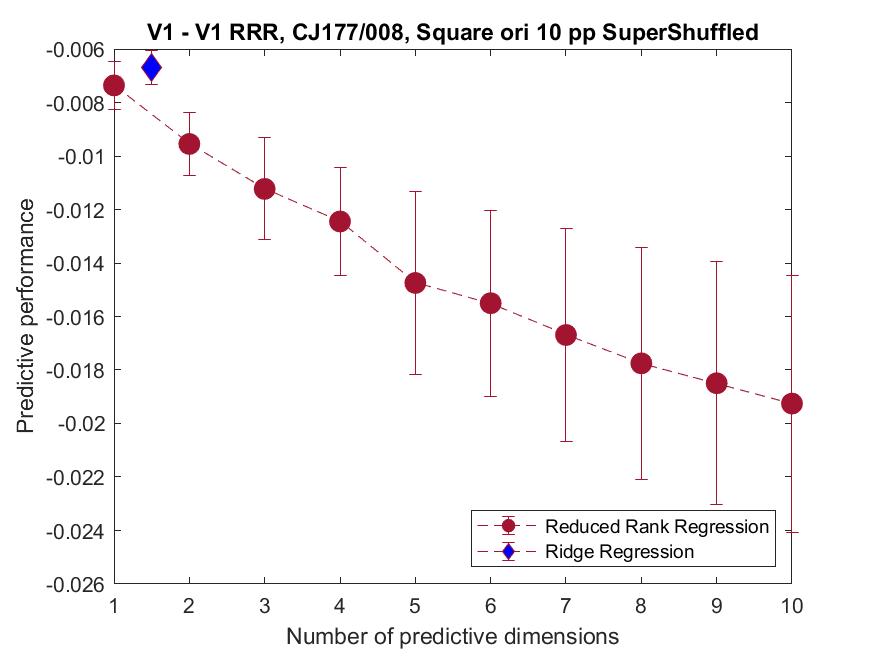 V1 - V1 RRR, CJ177/008, Square ori 10 pp SuperShuffled
Predictive performance
-0.006
-0.008
-0.01
-0.012
-0.014
-0.016
-0.018
-0.02
-0.022
-0.024
-0.026
Reduced Rank Regression
Ridge Regression
1 2 3 4 5 6 7 8 9 10
Number of predictive dimensions